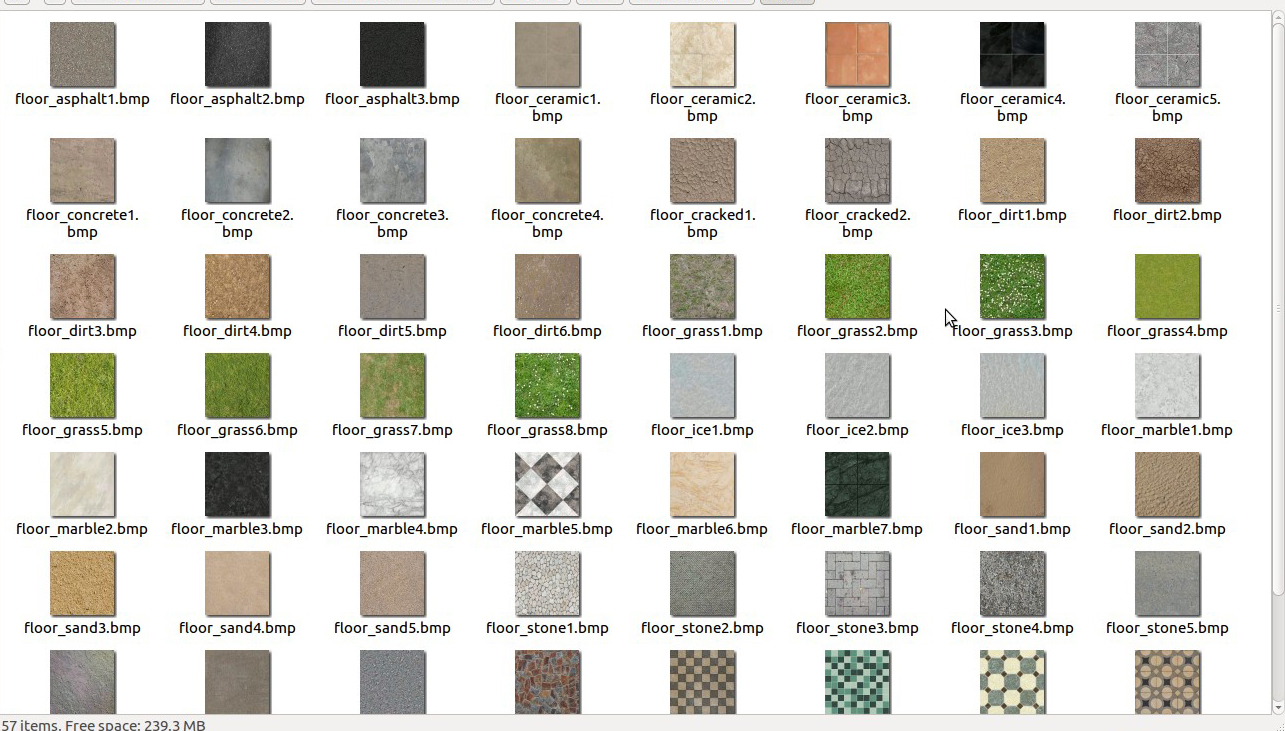 floor_asphalt1.bmp floor_asphalt2.bmp floor_asphalt3.bmp floor_ceramic1. floor_ceramic2. floor_ceramic3. floor_ceramic4. floor_ceramic5.
bmp bmp bmp bmp bmp
floor_concrete1. floor_concrete2. floor_concrete3. floor_concrete4. floor_cracked1. floor_cracked2. floor_dirt1.bmp floor_dirt2.bmp
bmp bmp bmp bmp bmp bmp
floor_dirt3.bmp floor_dirt4.bmp floor_dirt5.bmp floor_dirt6.bmp floor_grass1.bmp floor_grass2.bmp floor_grass3.bmp floor_grass4.bmp
floor_grass5.bmp floor_grass6.bmp floor_grass7.bmp floor_grass8.bmp floor_ice1.bmp floor_ice2.bmp floor_ice3.bmp floor_marble1.bmp
floor_marble2.bmp floor_marble3.bmp floor_marble4.bmp floor_marble5.bmp floor_marble6.bmp floor_marble7.bmp floor_sand1.bmp floor_sand2.bmp
floor_sand3.bmp floor_sand4.bmp floor_sand5.bmp floor_stone1.bmp floor_stone2.bmp floor_stone3.bmp floor_stone4.bmp floor_stone5.bmp
57 items, Free space: 239.3 MB